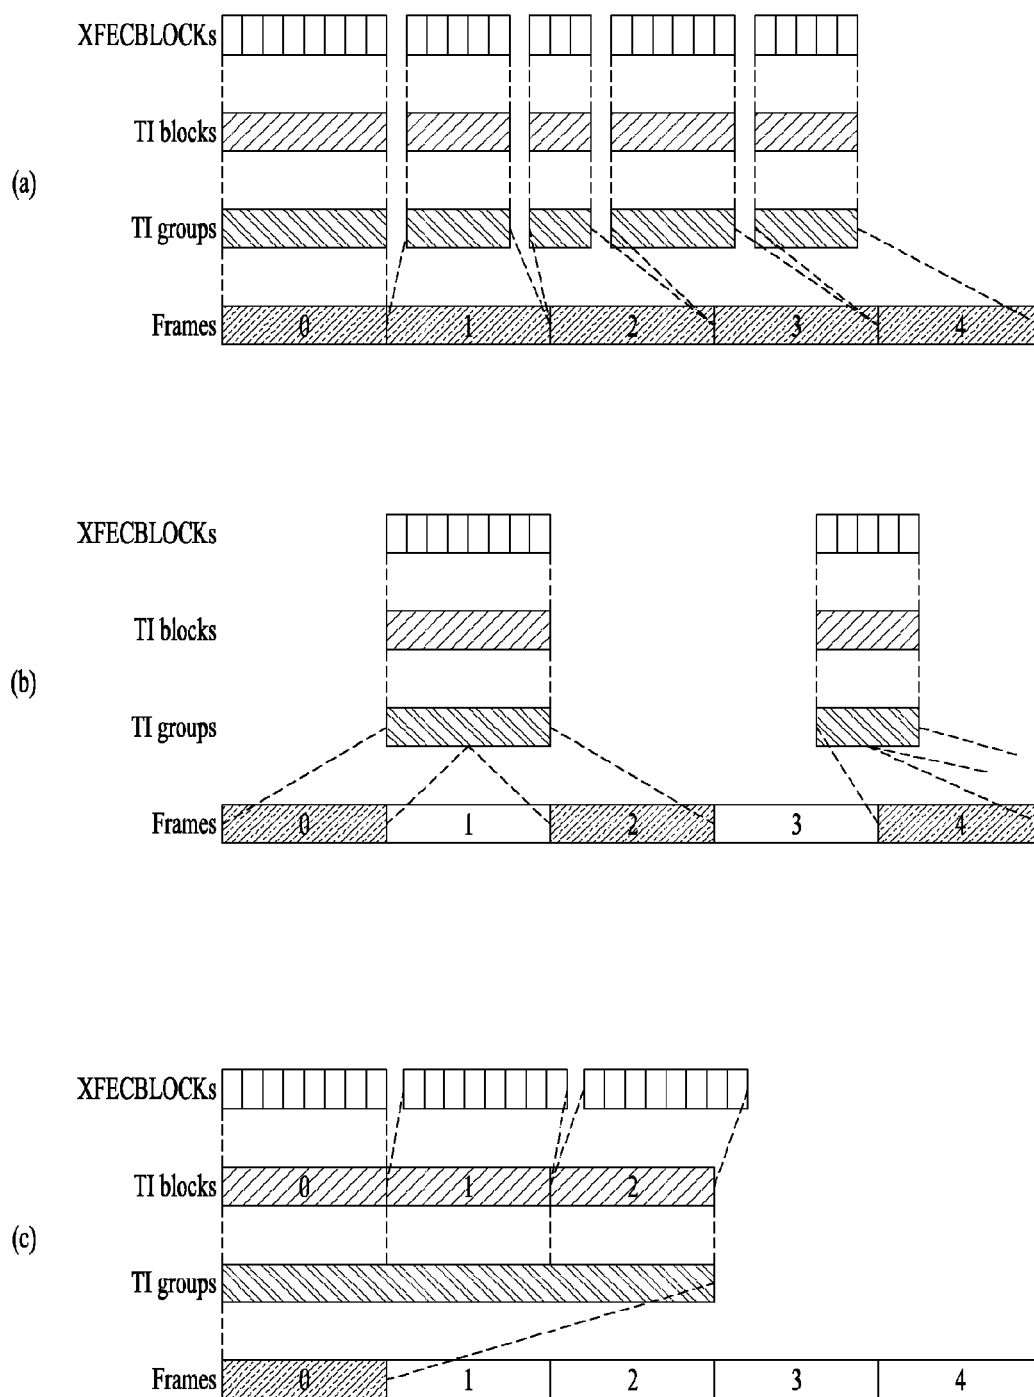 XFECBLOCKs
TI blocks
(a)
TI groups
Frames 0 1 2 3 4
XFECBLOCKs
TI blocks
(b)
TI groups
Frames 0 1 2 3 4
XFECBLOCKs
TI blocks 0 1 2
(c)
TI groups
Frames 0 1 2 3 4